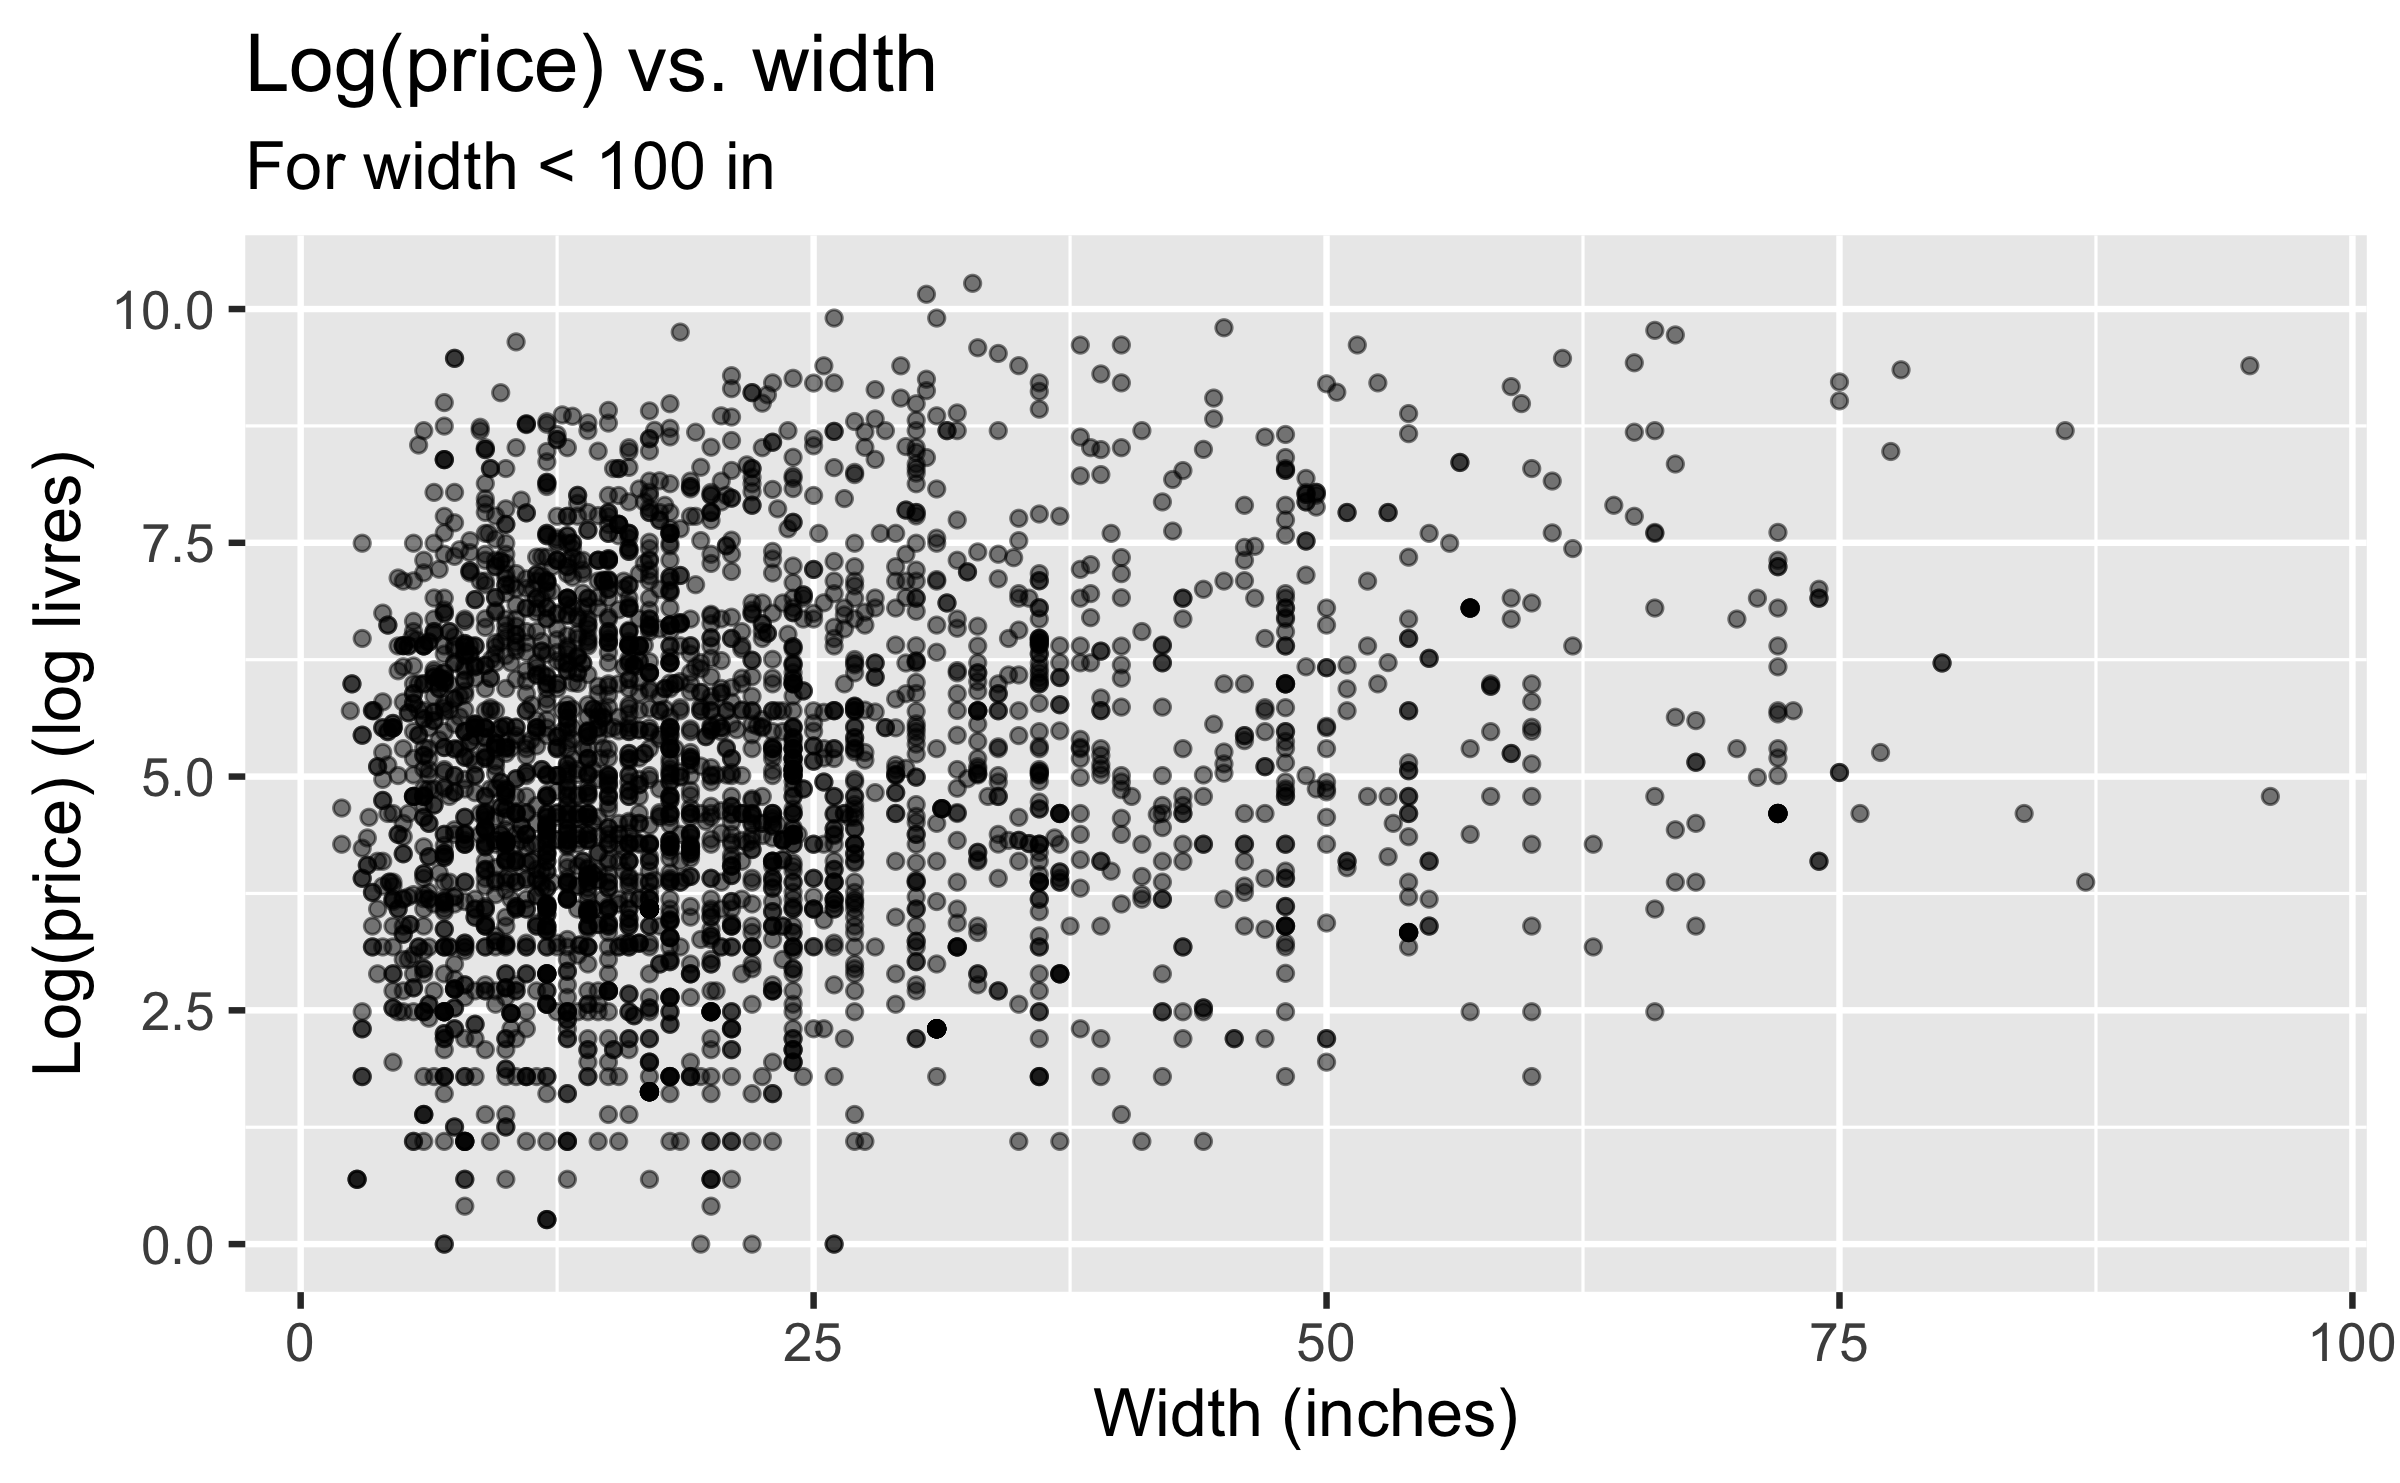 Log(price) vs. width
For width < 100 in
Log(price) (log livres)
10.0
7.5
5.0
2.5
0.0
0 25 50 75 100
Width (inches)